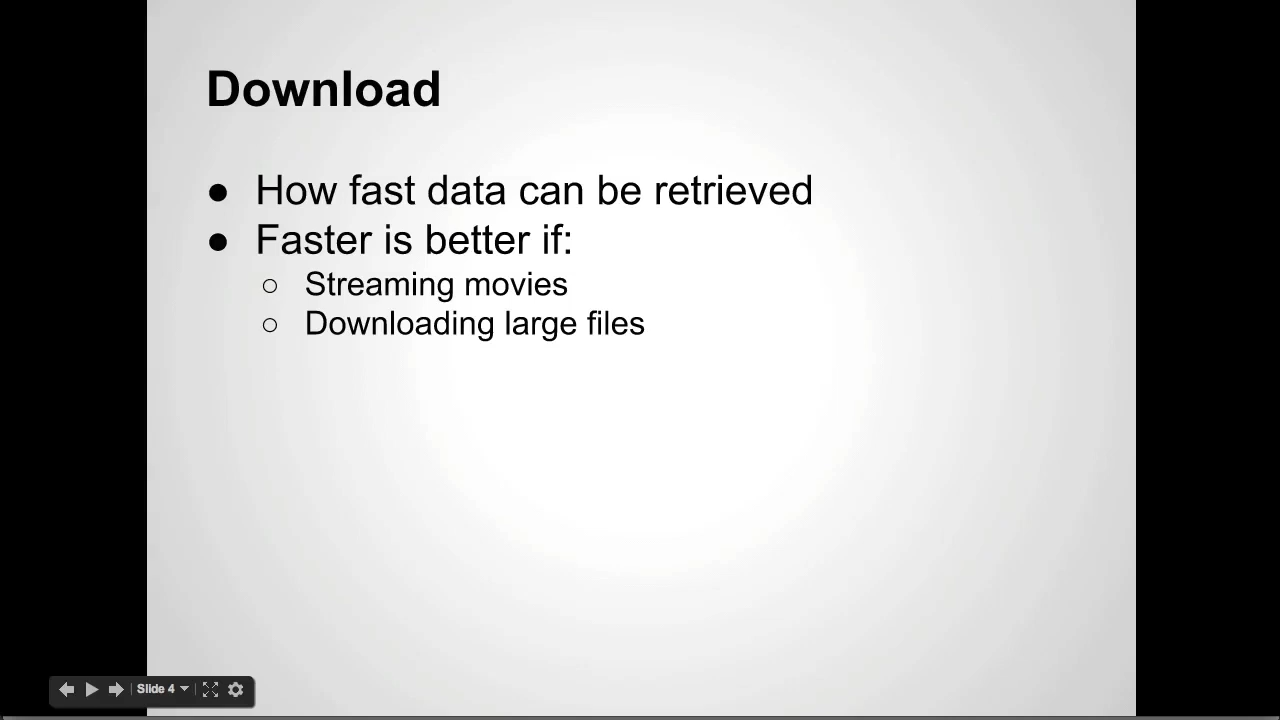 Download
● How fast data can be retrieved
● Faster is better if:
○ Streaming movies
○ Downloading large files
Slide 4